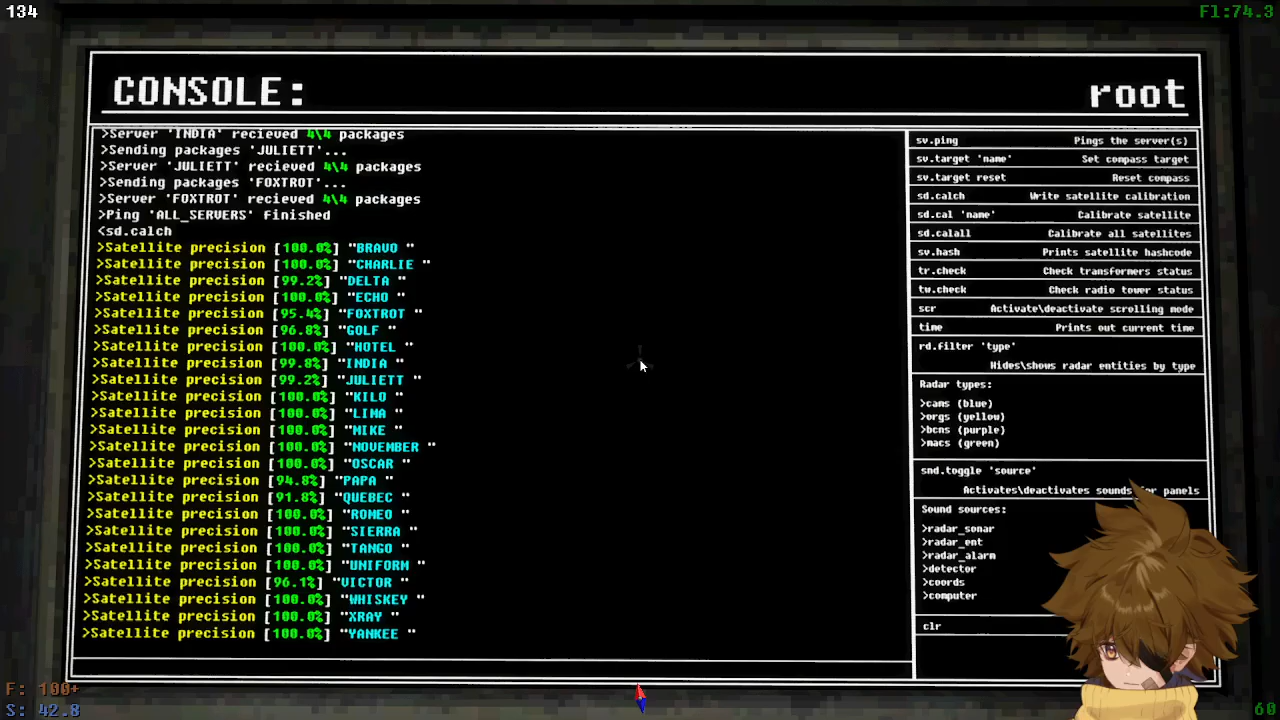 134
F1:74.3
CONSOLE:
root
>Server 'INDIA' recieved 4\4 packages
>Sending packages 'JULIETT'...
>Server 'JULIETT' recieved 4\4 packages
>Sending packages 'FOXTROT'...
>Server 'FOXTROT' recieved 4\4 packages
>Ping 'ALL_SERVERS' finished
<sd.calch
>Satellite precision [100.0%] "BRAVO "
>Satellite precision [100.0%] "CHARLIE "
>Satellite precision [99.2%] "DELTA "
>Satellite precision [100.0%] "ECHO "
>Satellite precision [95.4%] "FOXTROT "
>Satellite precision [96.8%] "GOLF "
>Satellite precision [100.0%] "HOTEL "
>Satellite precision [99.8%] "INDIA "
>Satellite precision [99.2%] "JULIETT "
>Satellite precision [100.0%] "KILO "
>Satellite precision [100.0%] "LIMA "
>Satellite precision [100.0%] "MIKE "
>Satellite precision [100.0%] "NOVEMBER "
>Satellite precision [100.0%] "OSCAR "
>Satellite precision [94.8%] "PAPA "
>Satellite precision [91.8%] "QUEBEC "
>Satellite precision [100.0%] "ROMEO "
>Satellite precision [100.0%] "SIERRA "
>Satellite precision [100.0%] "TANGO "
>Satellite precision [100.0%] "UNIFORM "
>Satellite precision [96.1%] "VICTOR "
>Satellite precision [100.0%] "WHISKEY "
>Satellite precision [100.0%] "XRAY "
>Satellite precision [100.0%] "YANKEE "
sv.ping Pings the server(s)
sv.target 'name' Set compass target
sv.target reset Reset compass
sd.calch Write satellite calibration
sd.cal 'name' Calibrate satellite
sd.calall Calibrate all satellites
sv.hash Prints satellite hashcode
tr.check Check transformers status
tw.check Check radio tower status
scr Activate\deactivate scrolling mode
time Prints out current time
rd.filter 'type'
Hides\shows radar entities by type
Radar types:
>cams (blue)
>orgs (yellow)
>bcns (purple)
>macs (green)
snd.toggle 'source'
Activates\deactivates sounds for panels
Sound sources:
>radar_sonar
>radar_ent
>radar_alarm
>detector
>coords
>computer
clr
F: 100+
S: 42.8
60